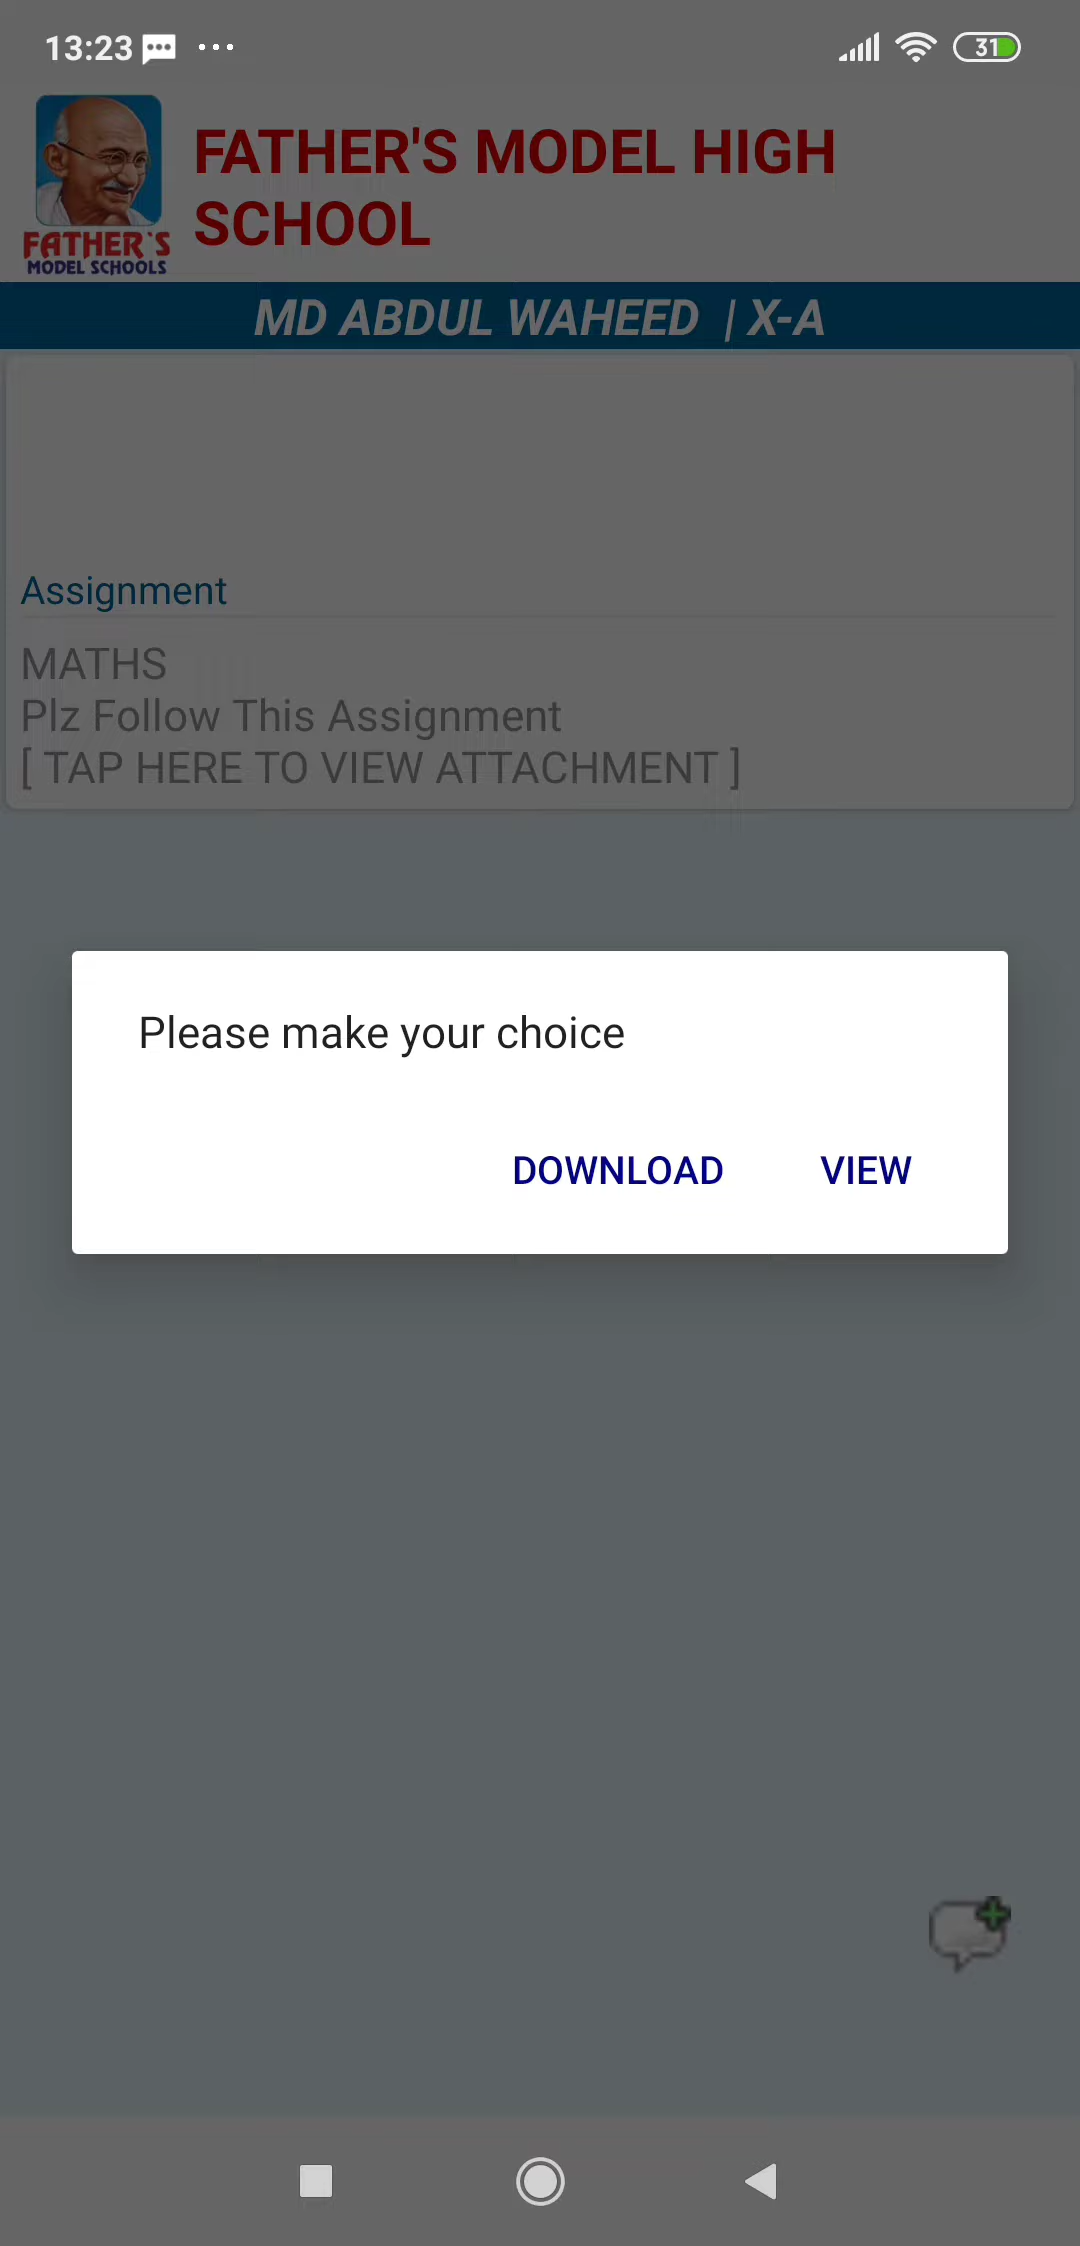 13:23
31
FATHER'S MODEL HIGH
SCHOOL
FATHER'S
MODEL SCHOOLS
MD ABDUL WAHEED | X-A
Assignment
MATHS
Plz Follow This Assignment
[ TAP HERE TO VIEW ATTACHMENT ]
Please make your choice
DOWNLOAD VIEW